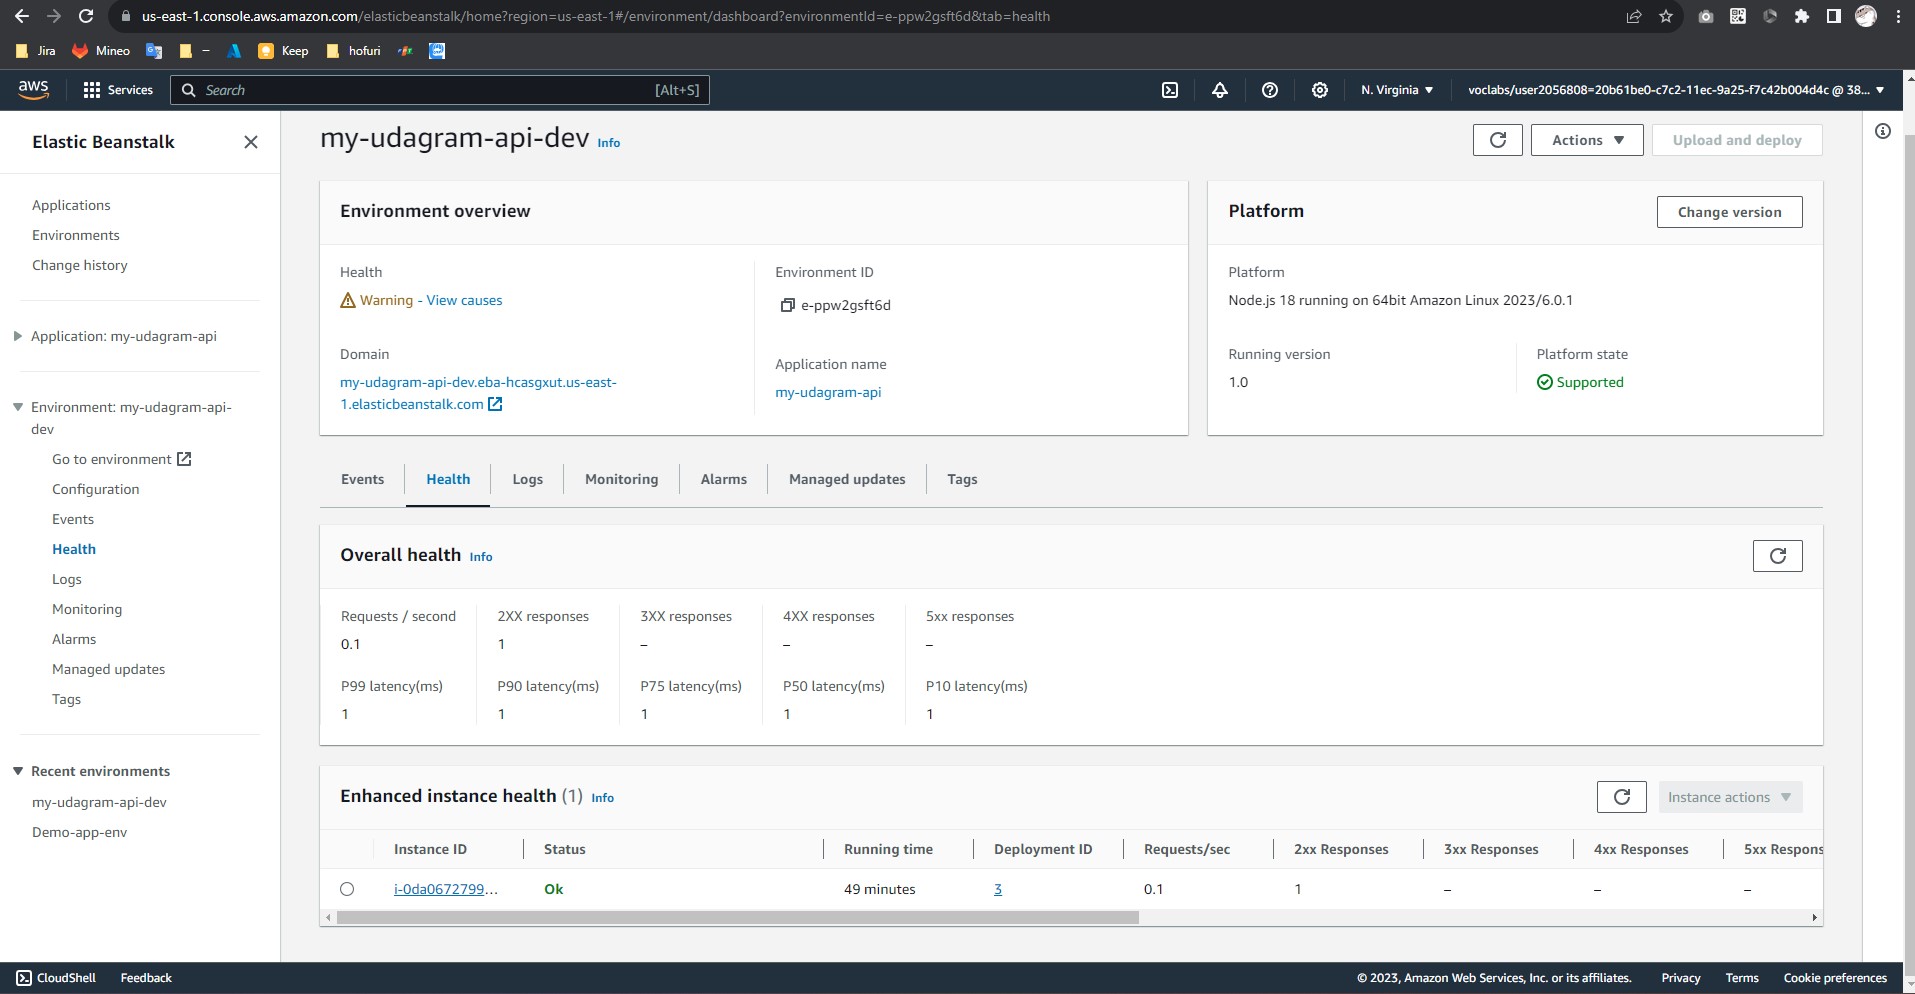 us-east-1.console.aws.amazon.com/elasticbeanstalk/home?region=us-east-1#/environment/dashboard?environmentId=e-ppw2gsft6d&tab=health
Jira Mineo – Keep hofuri
aws Services Search [Alt+S] N. Virginia voclabs/user2056808=20b61be0-c7c2-11ec-9a25-f7c42b004d4c @ 38...
Elastic Beanstalk
Applications
Environments
Change history
Application: my-udagram-api
Environment: my-udagram-api-
dev
Go to environment
Configuration
Events
Health
Logs
Monitoring
Alarms
Managed updates
Tags
Recent environments
my-udagram-api-dev
Demo-app-env
my-udagram-api-dev Info
Actions Upload and deploy
Environment overview
Health
Warning - View causes
Domain
my-udagram-api-dev.eba-hcasgxut.us-east-
1.elasticbeanstalk.com
Environment ID
e-ppw2gsft6d
Application name
my-udagram-api
Platform Change version
Platform
Node.js 18 running on 64bit Amazon Linux 2023/6.0.1
Running version
1.0
Platform state
Supported
Events Health Logs Monitoring Alarms Managed updates Tags
Overall health Info
Requests / second 2XX responses 3XX responses 4XX responses 5xx responses
0.1 1 – – –
P99 latency(ms) P90 latency(ms) P75 latency(ms) P50 latency(ms) P10 latency(ms)
1 1 1 1 1
Enhanced instance health (1) Info Instance actions
Instance ID Status Running time Deployment ID Requests/sec 2xx Responses 3xx Responses 4xx Responses 5xx Respons
i-0da0672799... Ok 49 minutes 3 0.1 1 – – –
CloudShell Feedback © 2023, Amazon Web Services, Inc. or its affiliates. Privacy Terms Cookie preferences